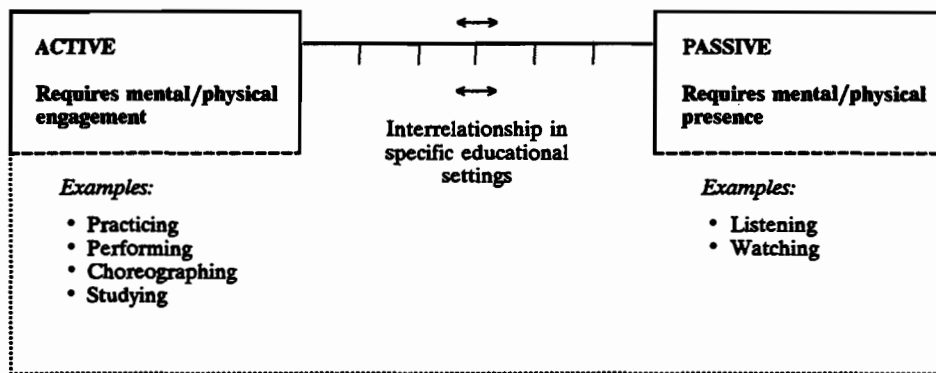 ACTIVE
Requires mental/physical
engagement
Interrelationship in
specific educational
settings
PASSIVE
Requires mental/physical
presence
Examples:
• Practicing
• Performing
• Choreographing
• Studying
Examples:
• Listening
• Watching